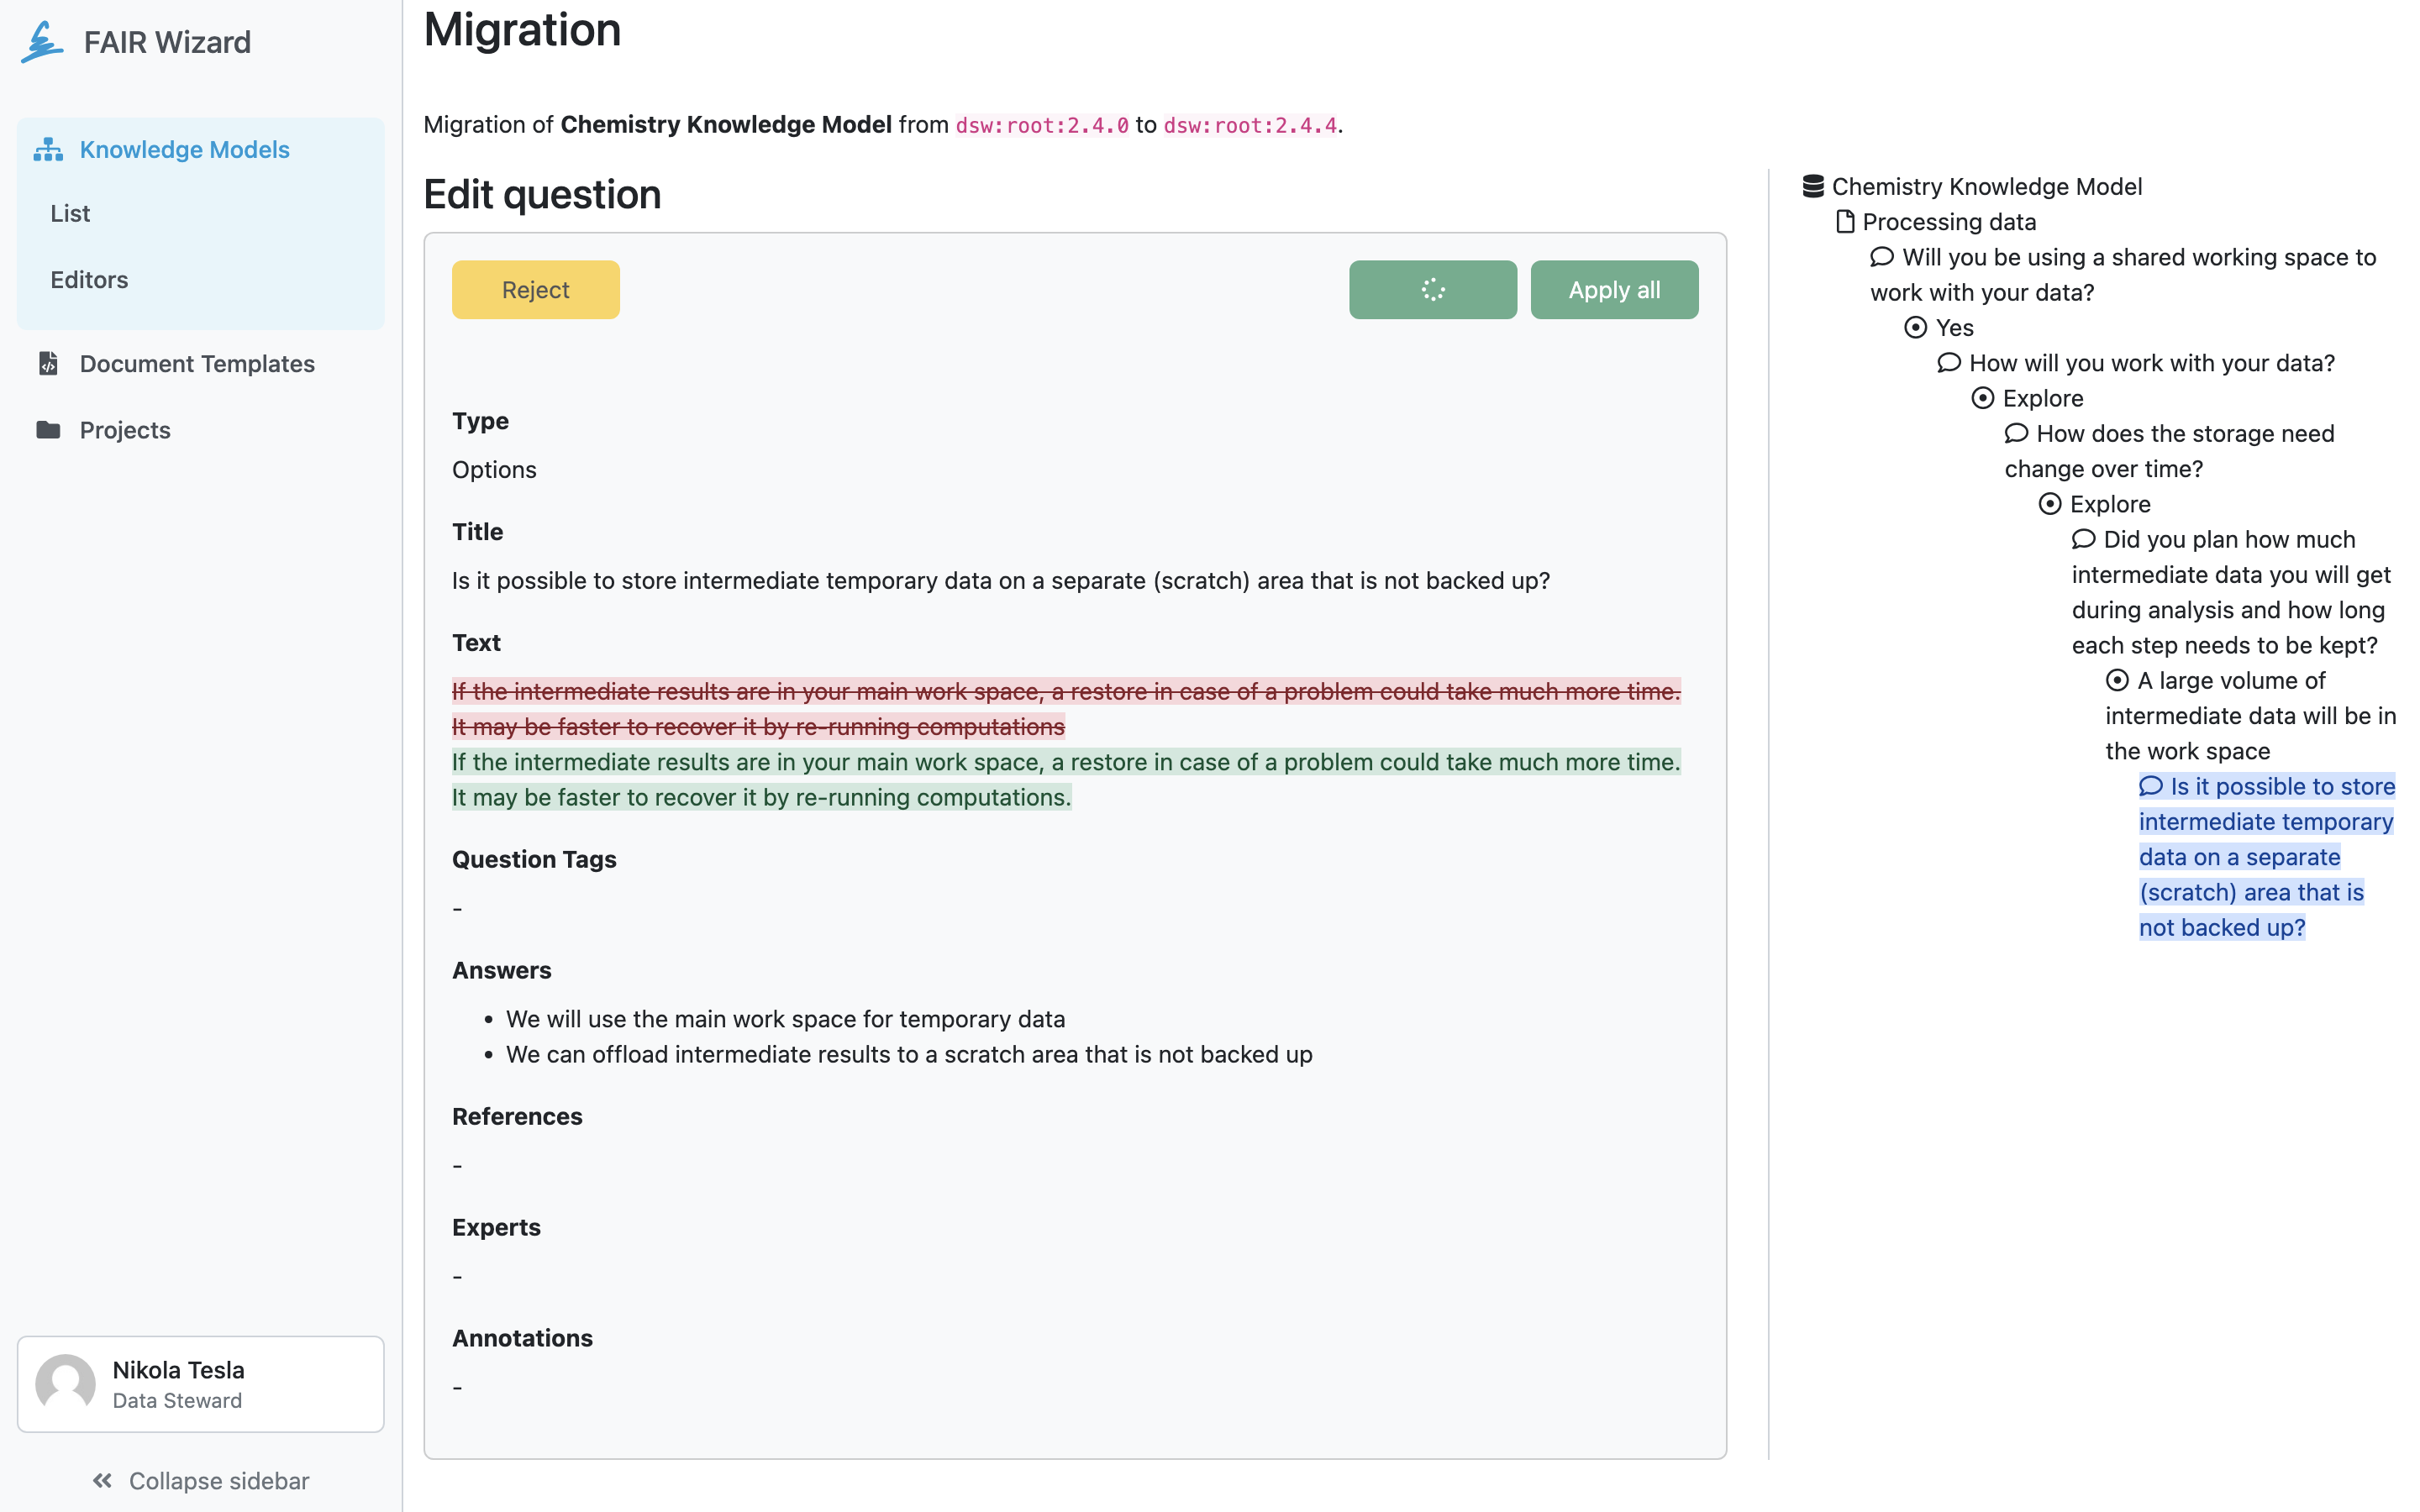 FAIR Wizard
Knowledge Models
List
Editors
Document Templates
Projects
Nikola Tesla
Data Steward
Collapse sidebar
Migration
Migration of Chemistry Knowledge Model from dsw:root:2.4.0 to dsw:root:2.4.4.
Edit question
Reject
Apply all
Type
Options
Title
Is it possible to store intermediate temporary data on a separate (scratch) area that is not backed up?
Text
If the intermediate results are in your main work space, a restore in case of a problem could take much more time.
It may be faster to recover it by re-running computations
If the intermediate results are in your main work space, a restore in case of a problem could take much more time.
It may be faster to recover it by re-running computations.
Question Tags
-
Answers
• We will use the main work space for temporary data
• We can offload intermediate results to a scratch area that is not backed up
References
-
Experts
-
Annotations
-
Chemistry Knowledge Model
Processing data
Will you be using a shared working space to
work with your data?
Yes
How will you work with your data?
Explore
How does the storage need
change over time?
Explore
Did you plan how much
intermediate data you will get
during analysis and how long
each step needs to be kept?
A large volume of
intermediate data will be in
the work space
Is it possible to store
intermediate temporary
data on a separate
(scratch) area that is
not backed up?